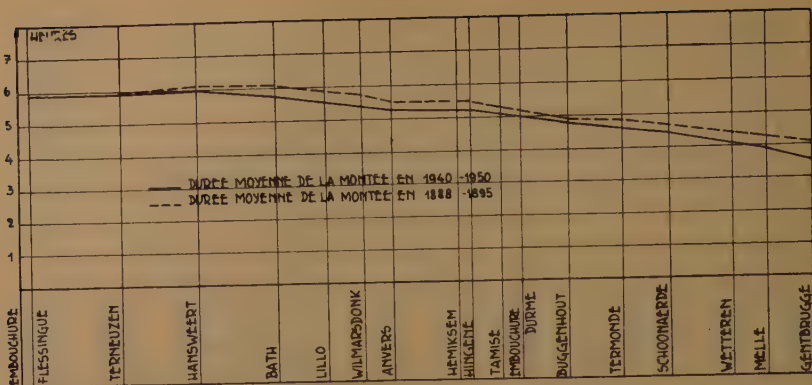 HEURES
7
6
5
4
3
2
1
DUREE MOYENNE DE LA MONTEE EN 1940 -1950
DUREE MOYENNE DE LA MONTEE EN 1888 -1895
EMBOUCHURE
FLESSINGUE
TERNEUZEN
HANSWEERT
BATH
LILLO
WILMARSDONK
ANVERS
HEMIKSEM
HINGENE
TAMISE
EMBOUCHURE
DURME
BUGGENHOUT
TERMONDE
SCHOONAERDE
WETTEREN
MELLE
GENTBRUGGE